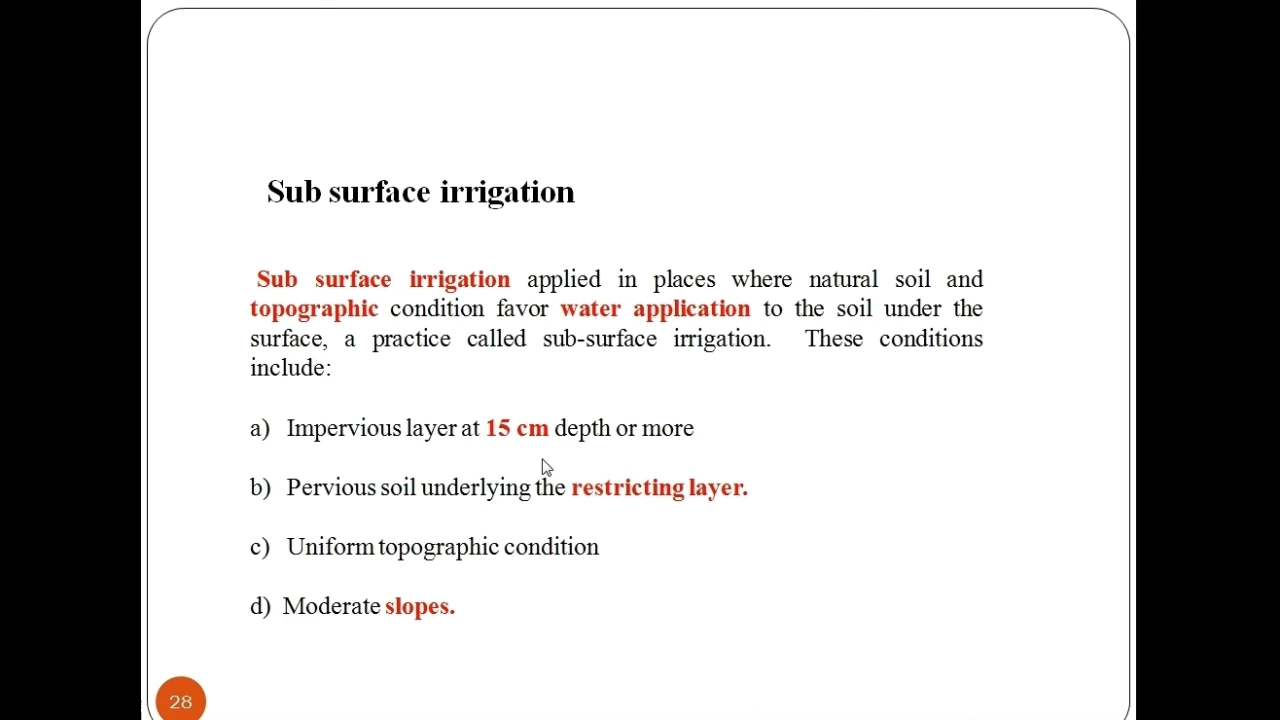 Sub surface irrigation
Sub surface irrigation applied in places where natural soil and
topographic condition favor water application to the soil under the
surface, a practice called sub-surface irrigation. These conditions
include:
a) Impervious layer at 15 cm depth or more
b) Pervious soil underlying the restricting layer.
c) Uniform topographic condition
d) Moderate slopes.
28